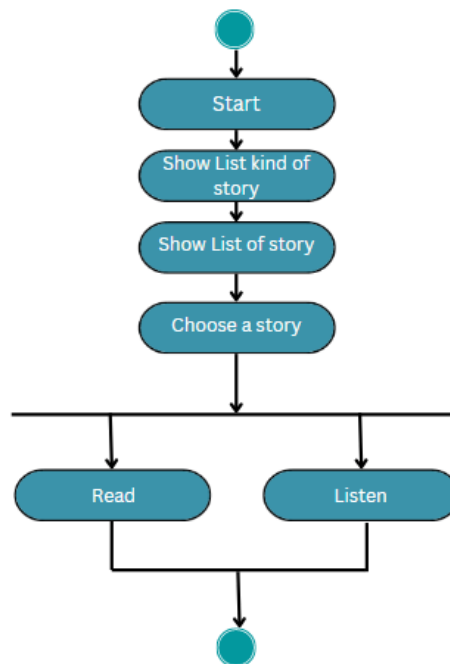 Start
Show List kind of
story
Show List of story
Choose a story
Read
Listen